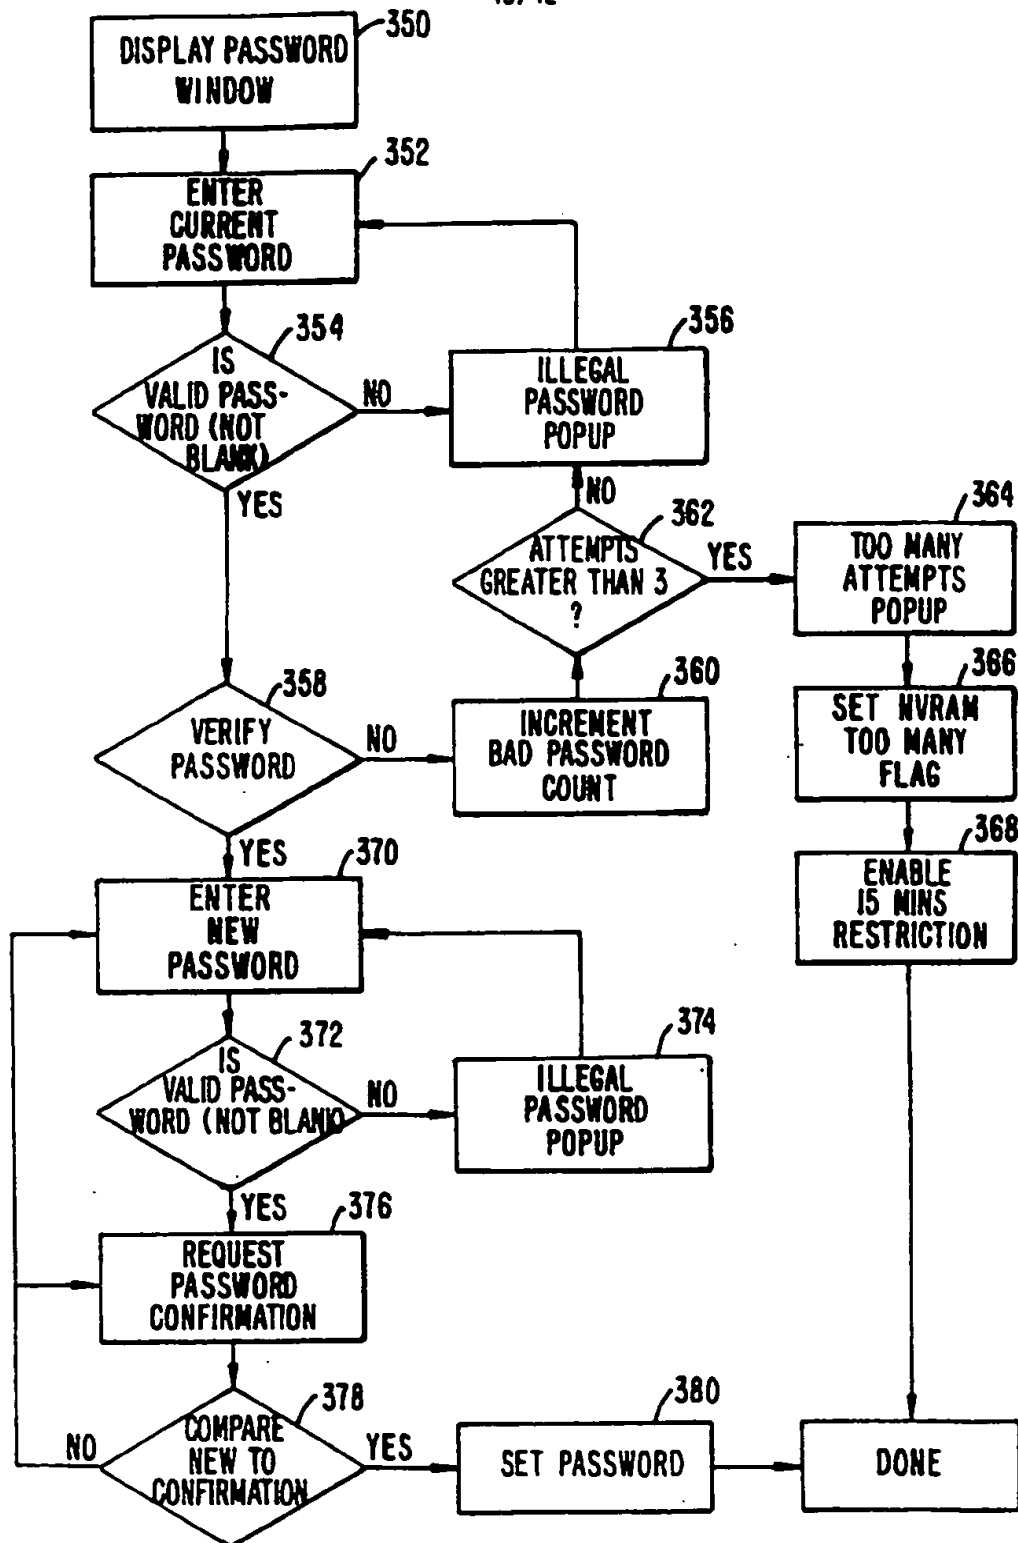 350
DISPLAY PASSWORD
WINDOW
352
ENTER
CURRENT
PASSWORD
354
IS
VALID PASS-
WORD (NOT
BLANK)
NO
YES
356
ILLEGAL
PASSWORD
POPUP
NO
362
ATTEMPTS
GREATER THAN 3
?
YES
364
TOO MANY
ATTEMPTS
POPUP
358
VERIFY
PASSWORD
NO
YES
360
INCREMENT
BAD PASSWORD
COUNT
366
SET NVRAM
TOO MANY
FLAG
368
ENABLE
15 MINS
RESTRICTION
370
ENTER
NEW
PASSWORD
372
IS
VALID PASS-
WORD (NOT BLANK)
NO
YES
374
ILLEGAL
PASSWORD
POPUP
376
REQUEST
PASSWORD
CONFIRMATION
378
COMPARE
NEW TO
CONFIRMATION
NO
YES
380
SET PASSWORD
DONE